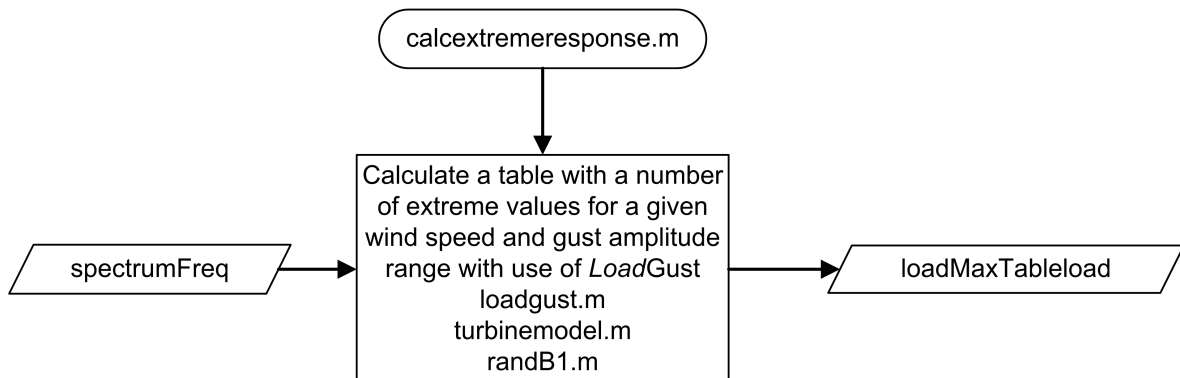 calcextremeresponse.m
Calculate a table with a number
of extreme values for a given
wind speed and gust amplitude
range with use of LoadGust
loadgust.m
turbinemodel.m
randB1.m
spectrumFreq
loadMaxTableload